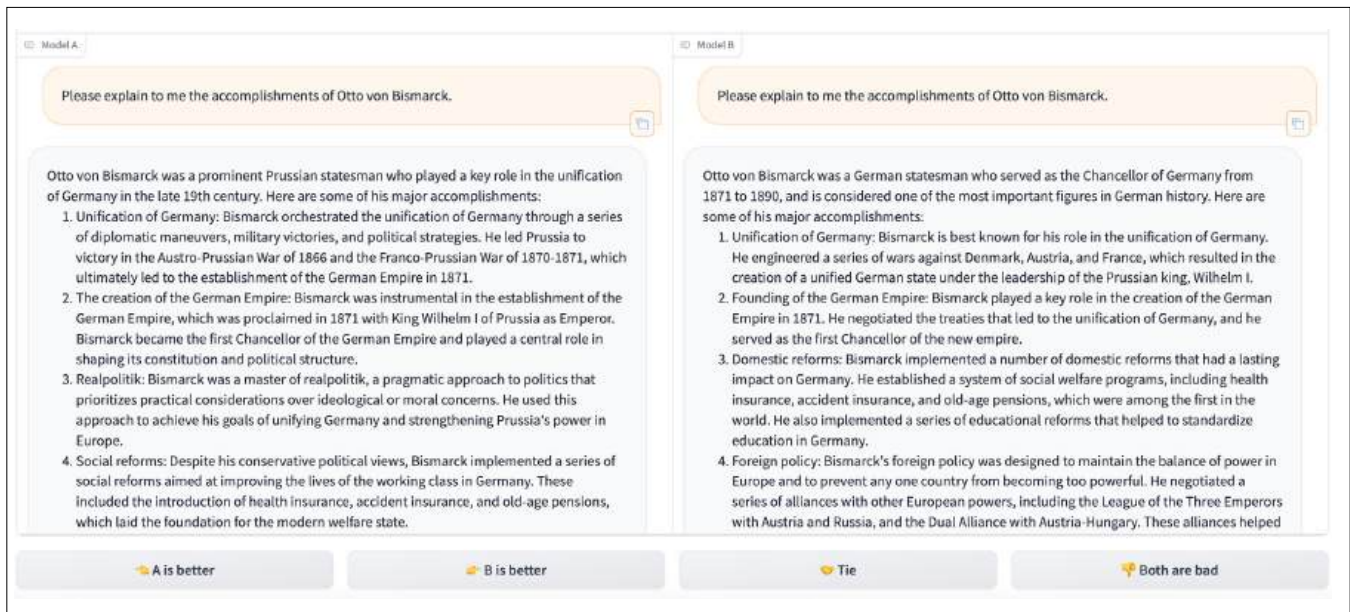 Model A
Please explain to me the accomplishments of Otto von Bismarck.
Otto von Bismarck was a prominent Prussian statesman who played a key role in the unification
of Germany in the late 19th century. Here are some of his major accomplishments:
1. Unification of Germany: Bismarck orchestrated the unification of Germany through a series
of diplomatic maneuvers, military victories, and political strategies. He led Prussia to
victory in the Austro-Prussian War of 1866 and the Franco-Prussian War of 1870-1871, which
ultimately led to the establishment of the German Empire in 1871.
2. The creation of the German Empire: Bismarck was instrumental in the establishment of the
German Empire, which was proclaimed in 1871 with King Wilhelm I of Prussia as Emperor.
Bismarck became the first Chancellor of the German Empire and played a central role in
shaping its constitution and political structure.
3. Realpolitik: Bismarck was a master of realpolitik, a pragmatic approach to politics that
prioritizes practical considerations over ideological or moral concerns. He used this
approach to achieve his goals of unifying Germany and strengthening Prussia's power in
Europe.
4. Social reforms: Despite his conservative political views, Bismarck implemented a series of
social reforms aimed at improving the lives of the working class in Germany. These
included the introduction of health insurance, accident insurance, and old-age pensions,
which laid the foundation for the modern welfare state.
Model B
Please explain to me the accomplishments of Otto von Bismarck.
Otto von Bismarck was a German statesman who served as the Chancellor of Germany from
1871 to 1890, and is considered one of the most important figures in German history. Here are
some of his major accomplishments:
1. Unification of Germany: Bismarck is best known for his role in the unification of Germany.
He engineered a series of wars against Denmark, Austria, and France, which resulted in the
creation of a unified German state under the leadership of the Prussian king, Wilhelm I.
2. Founding of the German Empire: Bismarck played a key role in the creation of the German
Empire in 1871. He negotiated the treaties that led to the unification of Germany, and he
served as the first Chancellor of the new empire.
3. Domestic reforms: Bismarck implemented a number of domestic reforms that had a lasting
impact on Germany. He established a system of social welfare programs, including health
insurance, accident insurance, and old-age pensions, which were among the first in the
world. He also implemented a series of educational reforms that helped to standardize
education in Germany.
4. Foreign policy: Bismarck's foreign policy was designed to maintain the balance of power in
Europe and to prevent any one country from becoming too powerful. He negotiated a
series of alliances with other European powers, including the League of the Three Emperors
with Austria and Russia, and the Dual Alliance with Austria-Hungary. These alliances helped
A is better
B is better
Tie
Both are bad